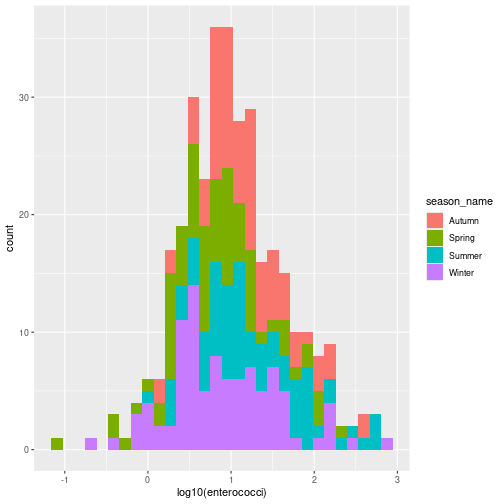 30
20
10
0
count
-1 0 1 2 3
log10(enterococci)
season_name
Autumn
Spring
Summer
Winter